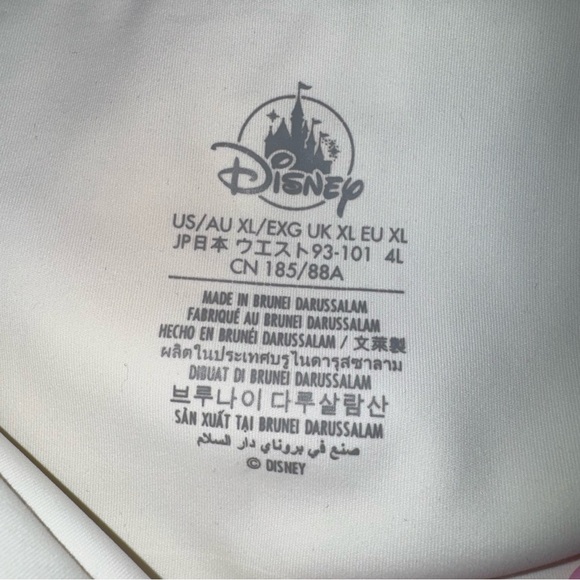 Disney
US/AU XL/EXG UK XL EU XL
JP日本 ウエスト93-101 4L
CN 185/88A
MADE IN BRUNEI DARUSSALAM
FABRIQUÉ AU BRUNEI DARUSSALAM
HECHO EN BRUNÉI DARUSSALAM / 文萊製
ผลิตในประเทศบรูไนดารุสซาลาม
DIBUAT DI BRUNEI DARUSSALAM
브루나이 다루살람산
SẢN XUẤT TẠI BRUNEI DARUSSALAM
صنع في بروناي دار السلام
© DISNEY